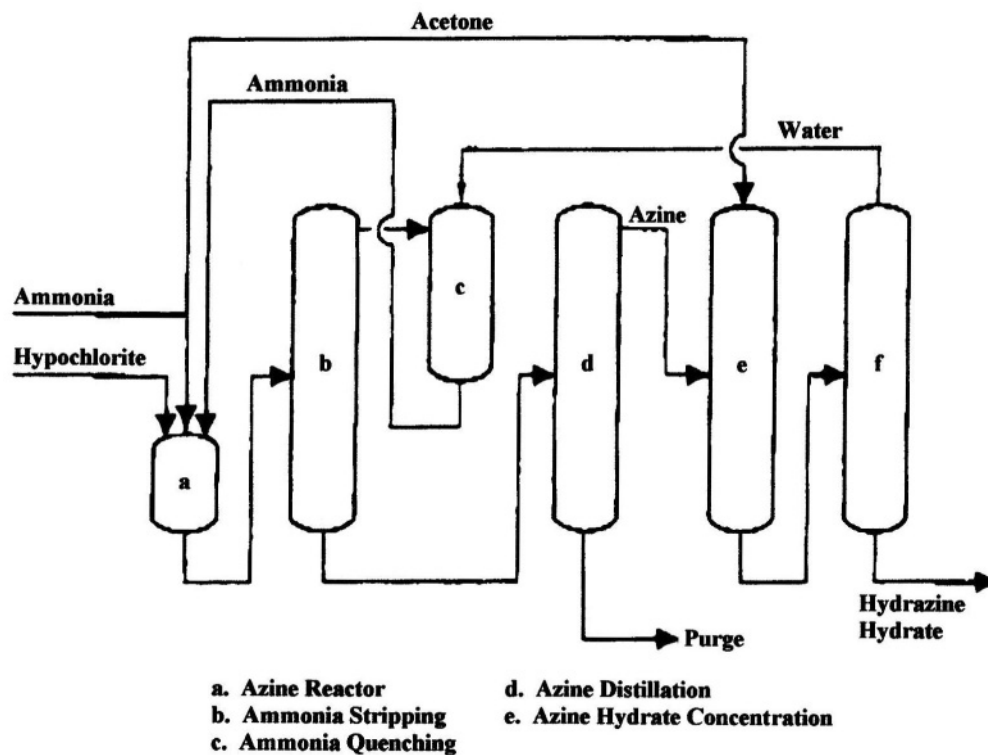 Acetone
Ammonia
Water
Azine
Ammonia
Hypochlorite
a
b
c
d
e
f
Hydrazine
Hydrate
Purge
a. Azine Reactor
b. Ammonia Stripping
c. Ammonia Quenching
d. Azine Distillation
e. Azine Hydrate Concentration